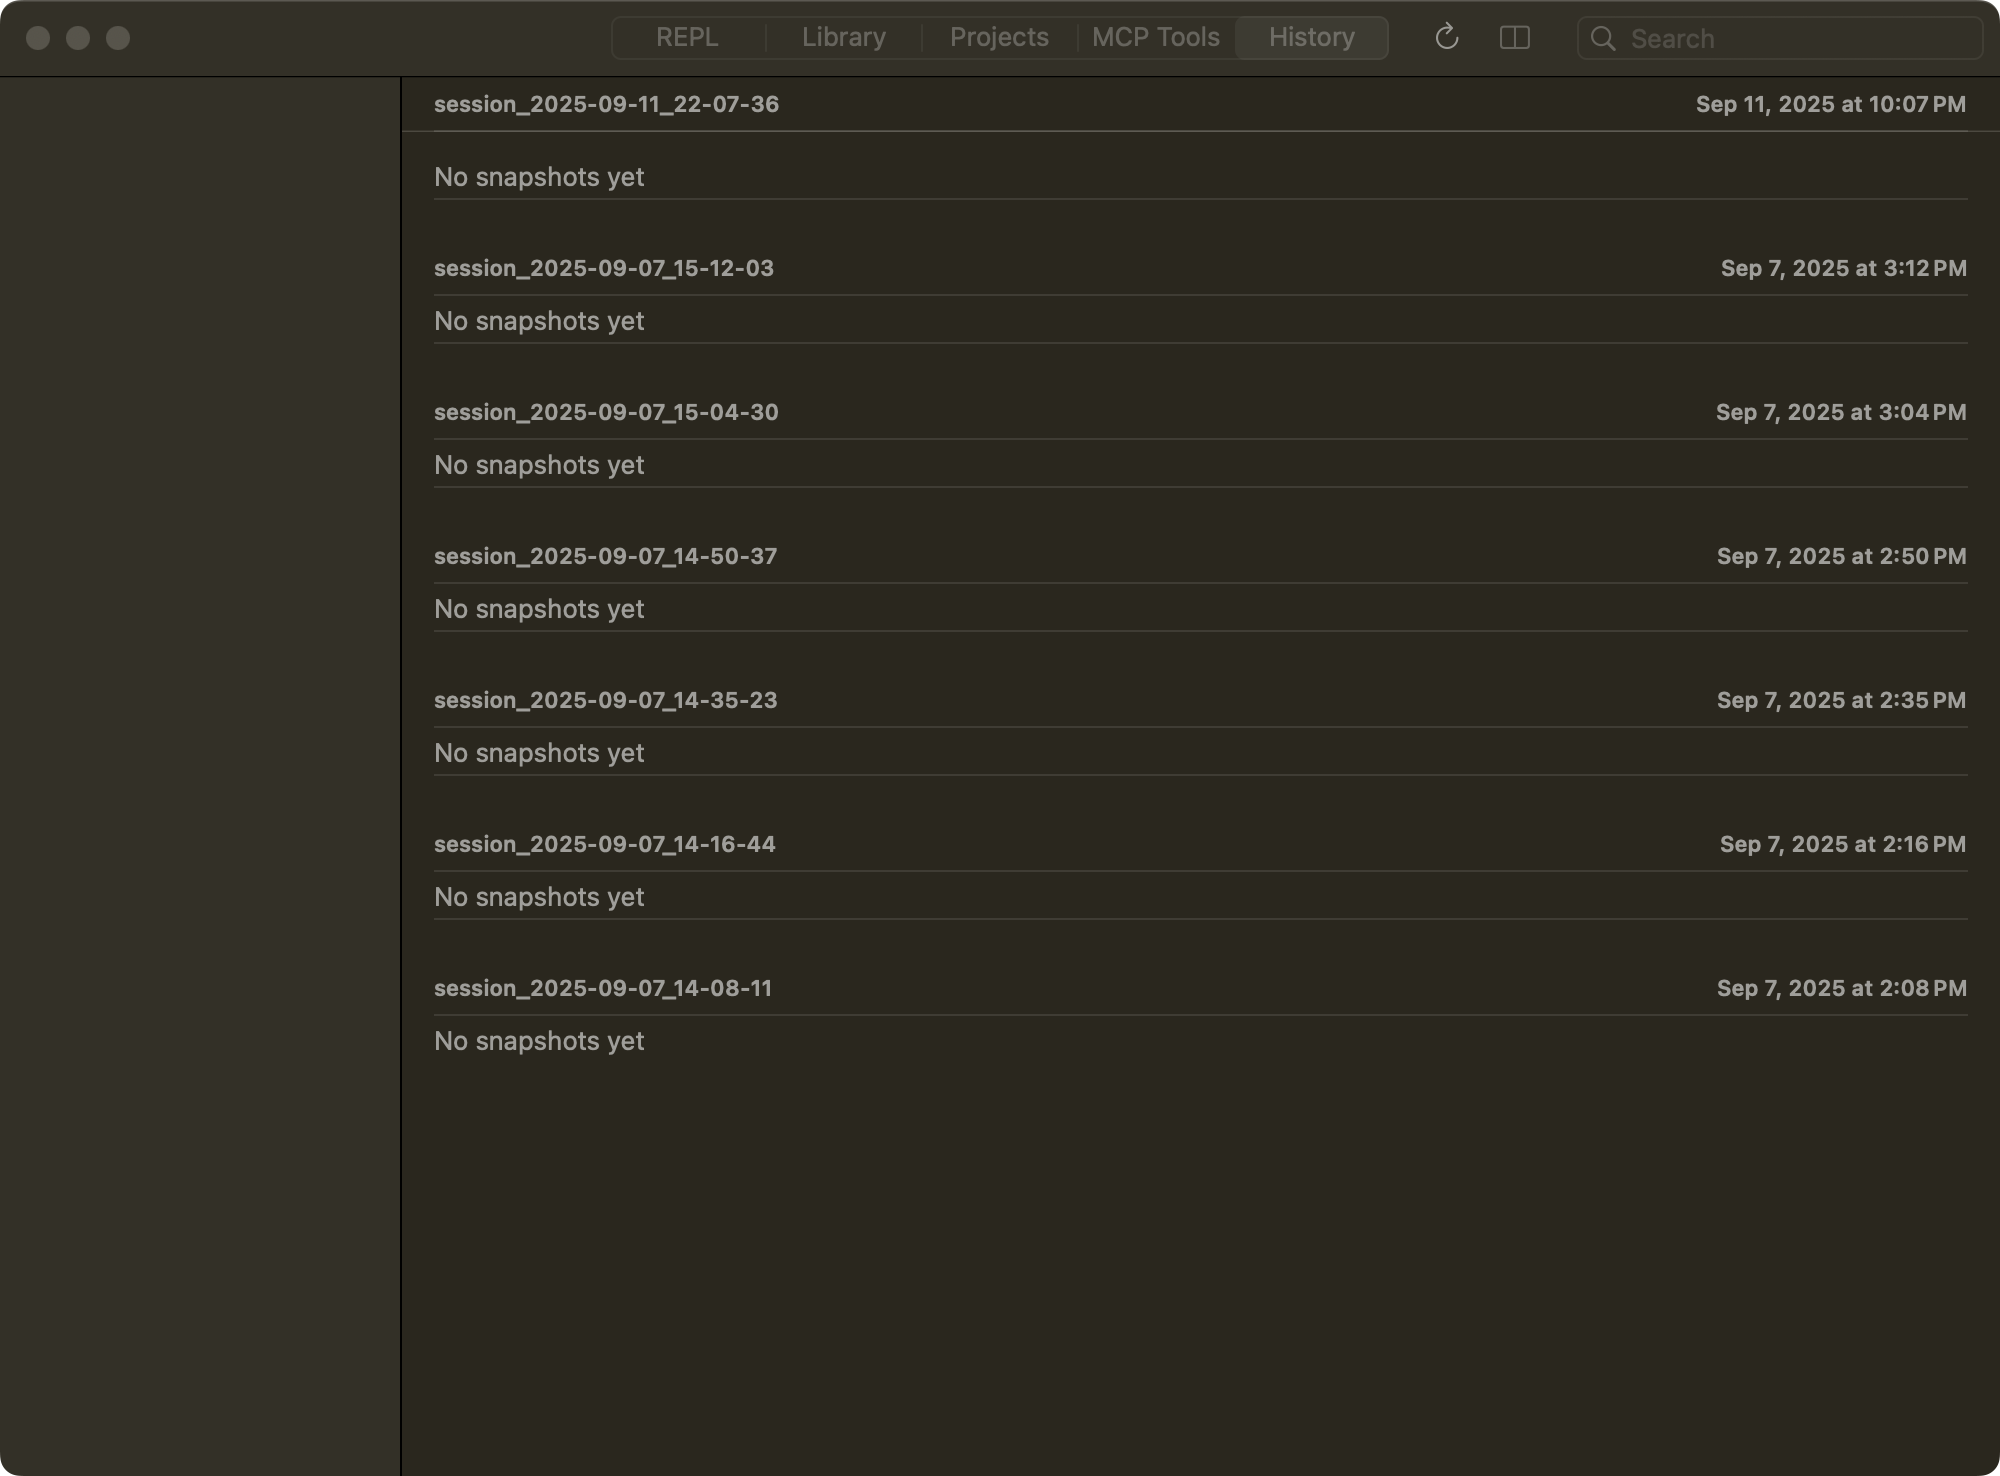 REPL Library Projects MCP Tools History Search
session_2025-09-11_22-07-36 Sep 11, 2025 at 10:07 PM
No snapshots yet
session_2025-09-07_15-12-03 Sep 7, 2025 at 3:12 PM
No snapshots yet
session_2025-09-07_15-04-30 Sep 7, 2025 at 3:04 PM
No snapshots yet
session_2025-09-07_14-50-37 Sep 7, 2025 at 2:50 PM
No snapshots yet
session_2025-09-07_14-35-23 Sep 7, 2025 at 2:35 PM
No snapshots yet
session_2025-09-07_14-16-44 Sep 7, 2025 at 2:16 PM
No snapshots yet
session_2025-09-07_14-08-11 Sep 7, 2025 at 2:08 PM
No snapshots yet